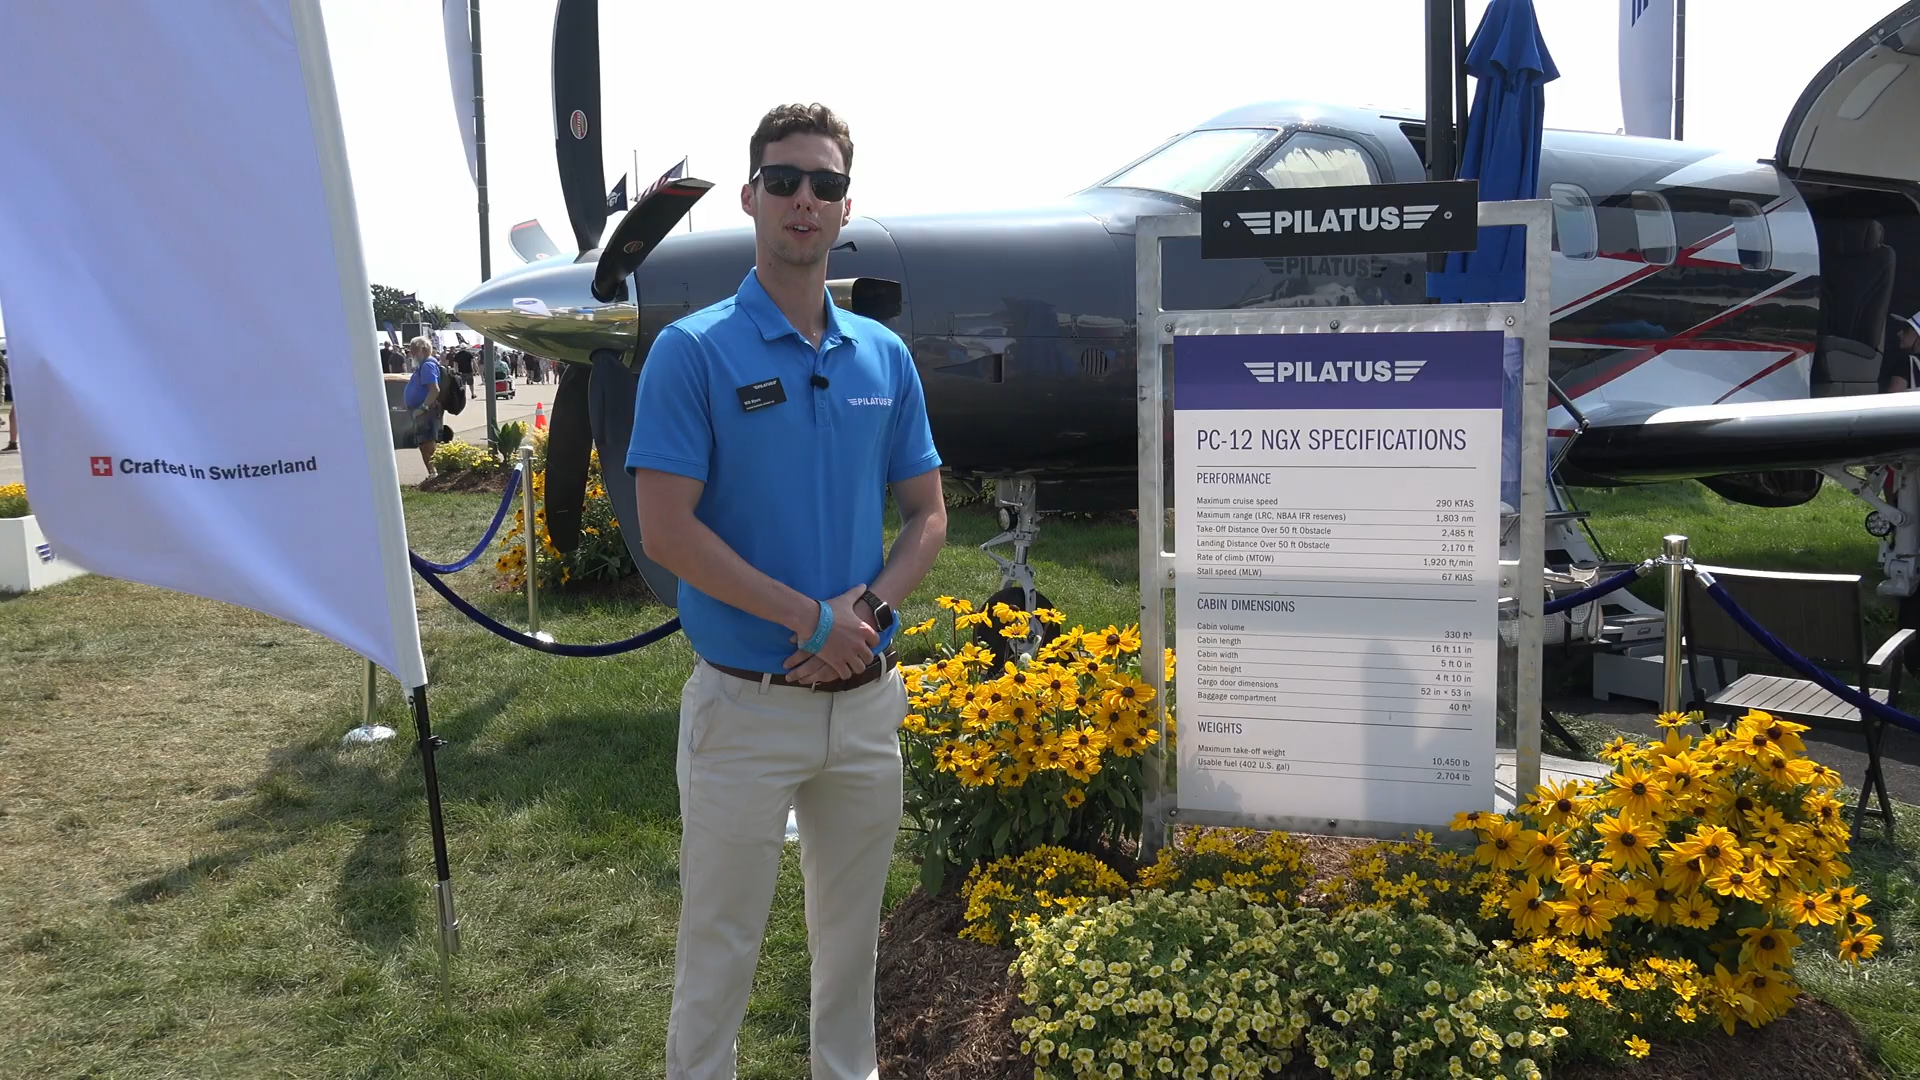 Crafted in Switzerland
PILATUS
PILATUS
PILATUS
PILATUS
PILATUS
PC-12 NGX SPECIFICATIONS
PERFORMANCE
Maximum cruise speed 290 KTAS
Maximum range (LRC, NBAA IFR reserves) 1,803 nm
Take-Off Distance Over 50 ft Obstacle 2,485 ft
Landing Distance Over 50 ft Obstacle 2,170 ft
Rate of climb (MTOW) 1,920 ft/min
Stall speed (MLW) 67 KIAS
CABIN DIMENSIONS
Cabin volume 330 ft³
Cabin length 16 ft 11 in
Cabin width 5 ft 0 in
Cabin height 4 ft 10 in
Cargo door dimensions 52 in × 53 in
Baggage compartment 40 ft³
WEIGHTS
Maximum take-off weight 10,450 lb
Usable fuel (402 U.S. gal) 2,704 lb